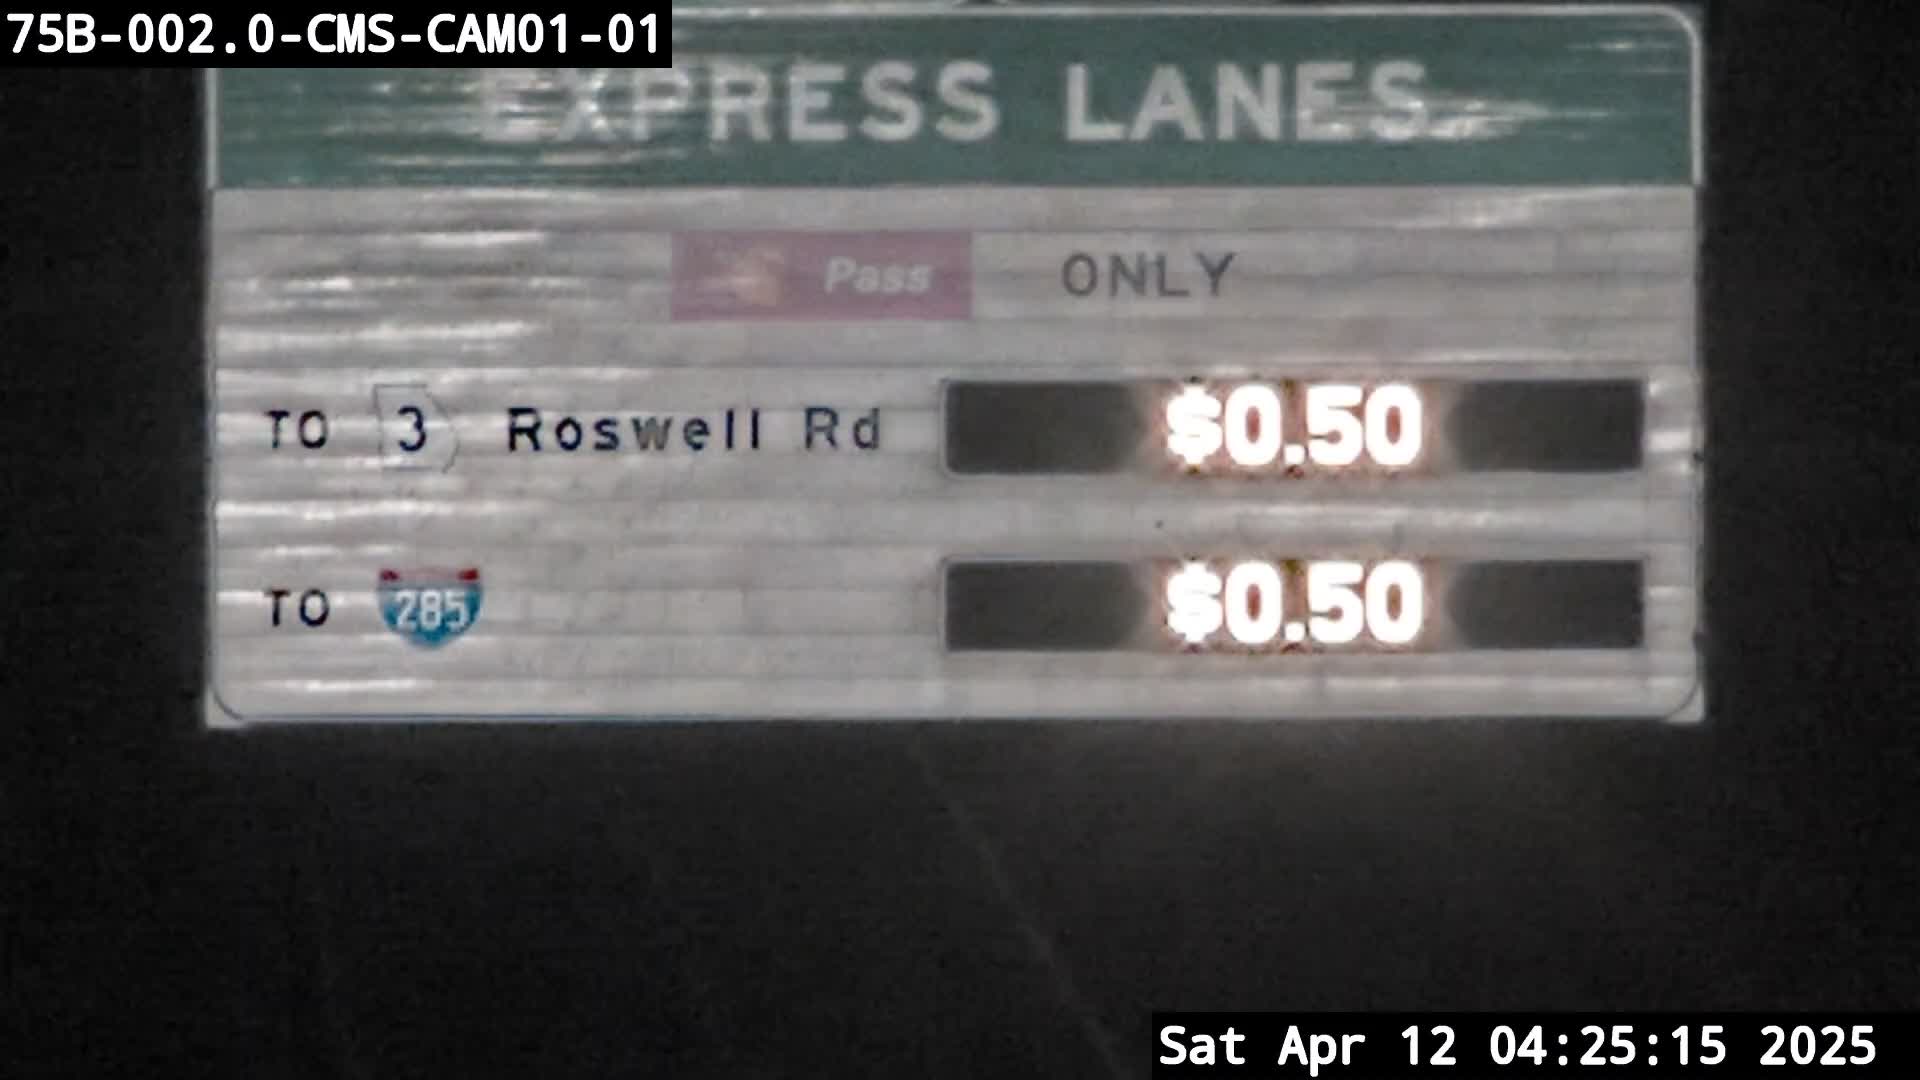 75B-002.0-CMS-CAM01-01
EXPRESS LANES
Pass ONLY
TO 3 Roswell Rd $0.50
TO 285 $0.50
Sat Apr 12 04:25:15 2025